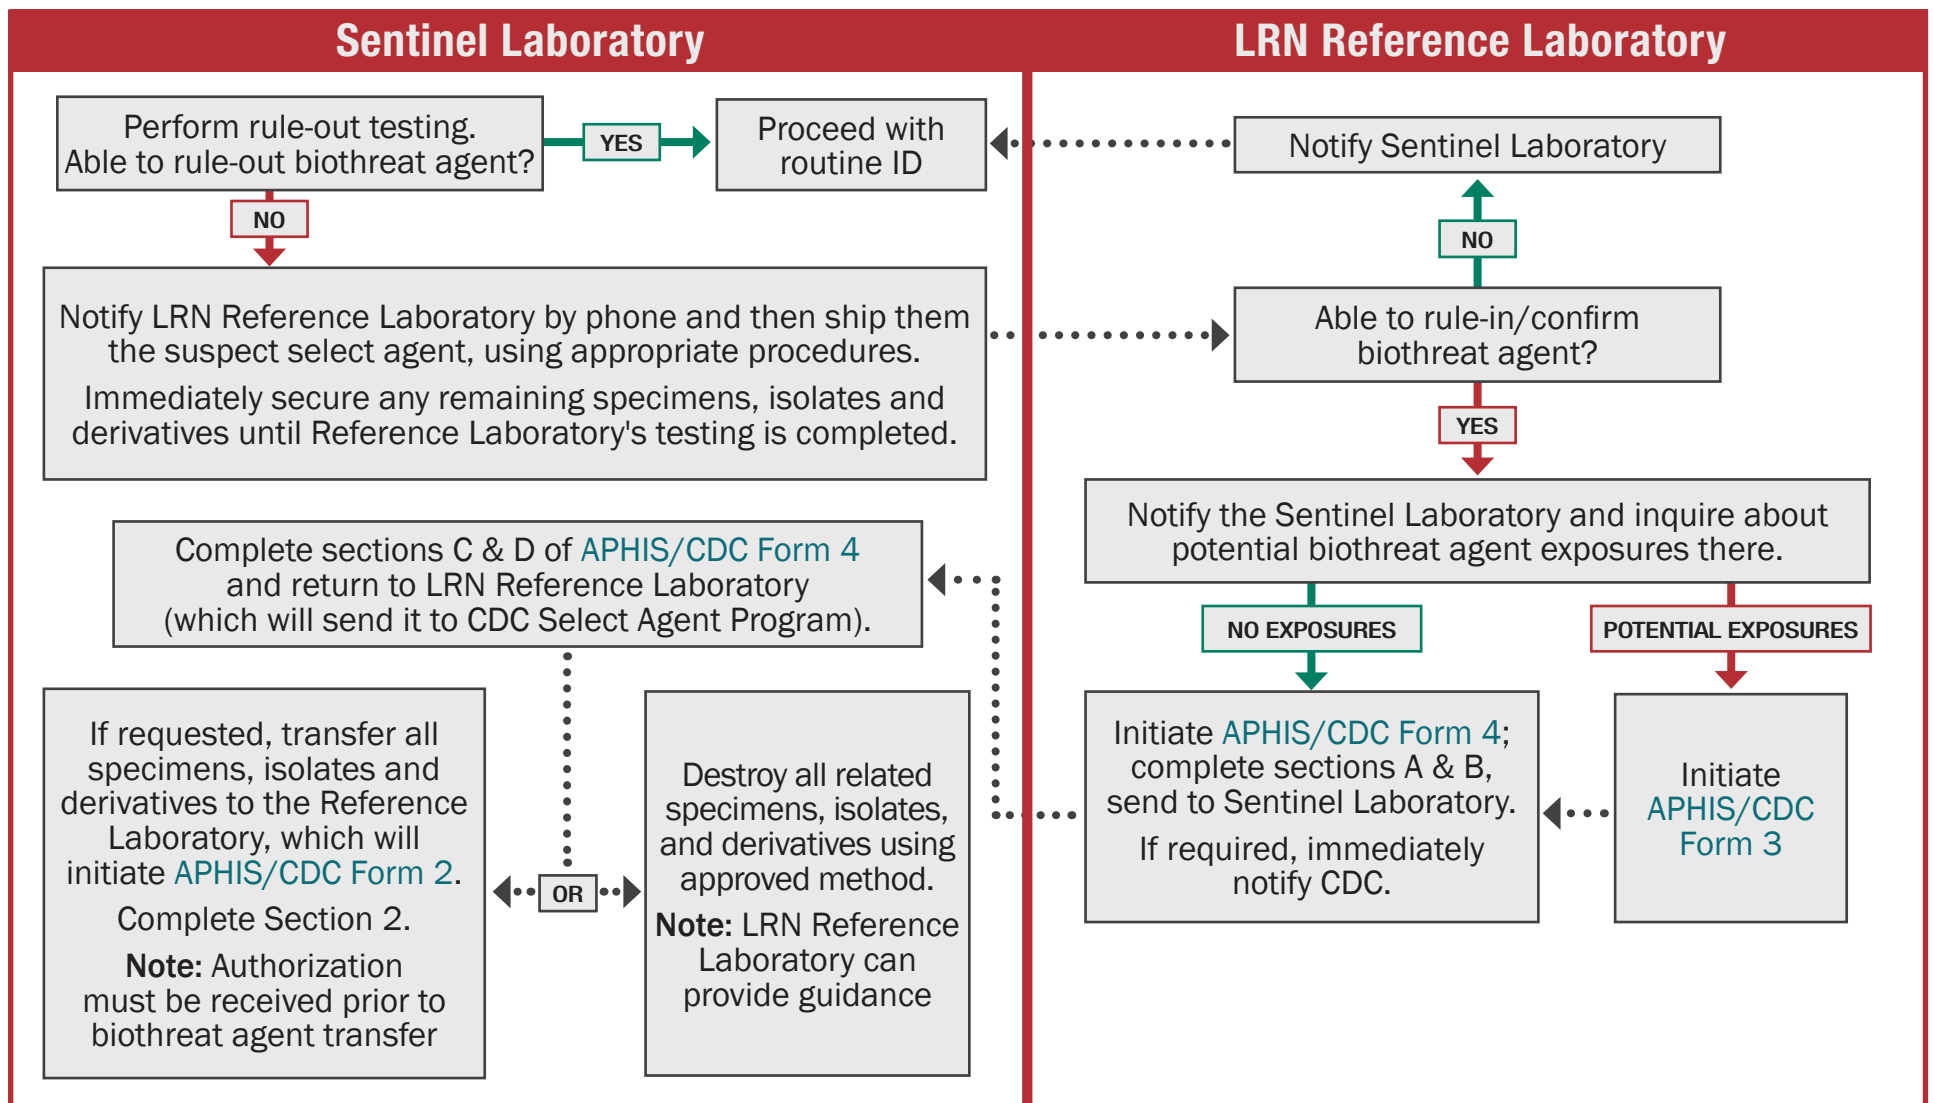 Sentinel Laboratory
Perform rule-out testing.
Able to rule-out biothreat agent?
YES
Proceed with
routine ID
NO
Notify LRN Reference Laboratory by phone and then ship them
the suspect select agent, using appropriate procedures.
Immediately secure any remaining specimens, isolates and
derivatives until Reference Laboratory's testing is completed.
Complete sections C & D of APHIS/CDC Form 4
and return to LRN Reference Laboratory
(which will send it to CDC Select Agent Program).
If requested, transfer all
specimens, isolates and
derivatives to the Reference
Laboratory, which will
initiate APHIS/CDC Form 2.
Complete Section 2.
Note: Authorization
must be received prior to
biothreat agent transfer
OR
Destroy all related
specimens, isolates,
and derivatives using
approved method.
Note: LRN Reference
Laboratory can
provide guidance
LRN Reference Laboratory
Notify Sentinel Laboratory
NO
Able to rule-in/confirm
biothreat agent?
YES
Notify the Sentinel Laboratory and inquire about
potential biothreat agent exposures there.
NO EXPOSURES
POTENTIAL EXPOSURES
Initiate APHIS/CDC Form 4;
complete sections A & B,
send to Sentinel Laboratory.
If required, immediately
notify CDC.
Initiate
APHIS/CDC
Form 3